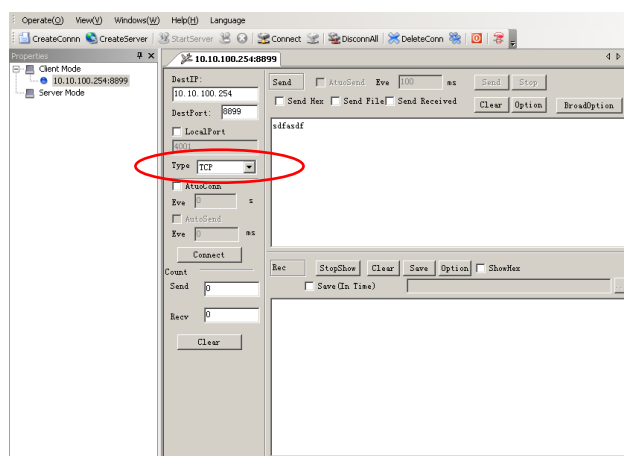 Operate(O) View(V) Windows(W) Help(H) Language
CreateConnn CreateServer StartServer Connect DisconnAll DeleteConn
Properties
10.10.100.254:8899
Client Mode
10.10.100.254:8899
Server Mode
DestIP:
10.10.100.254
DestPort: 8899
LocalPort
4001
Type TCP
AtuoConn
Eve 0 s
AutoSend
Eve 0 ms
Connect
Count
Send 0
Recv 0
Clear
Send AtuoSend Eve 100 ms Send Stop
Send Hex Send File Send Received Clear Option BroadOption
sdfasdf
Rec StopShow Clear Save Option ShowHex
Save(In Time) ...